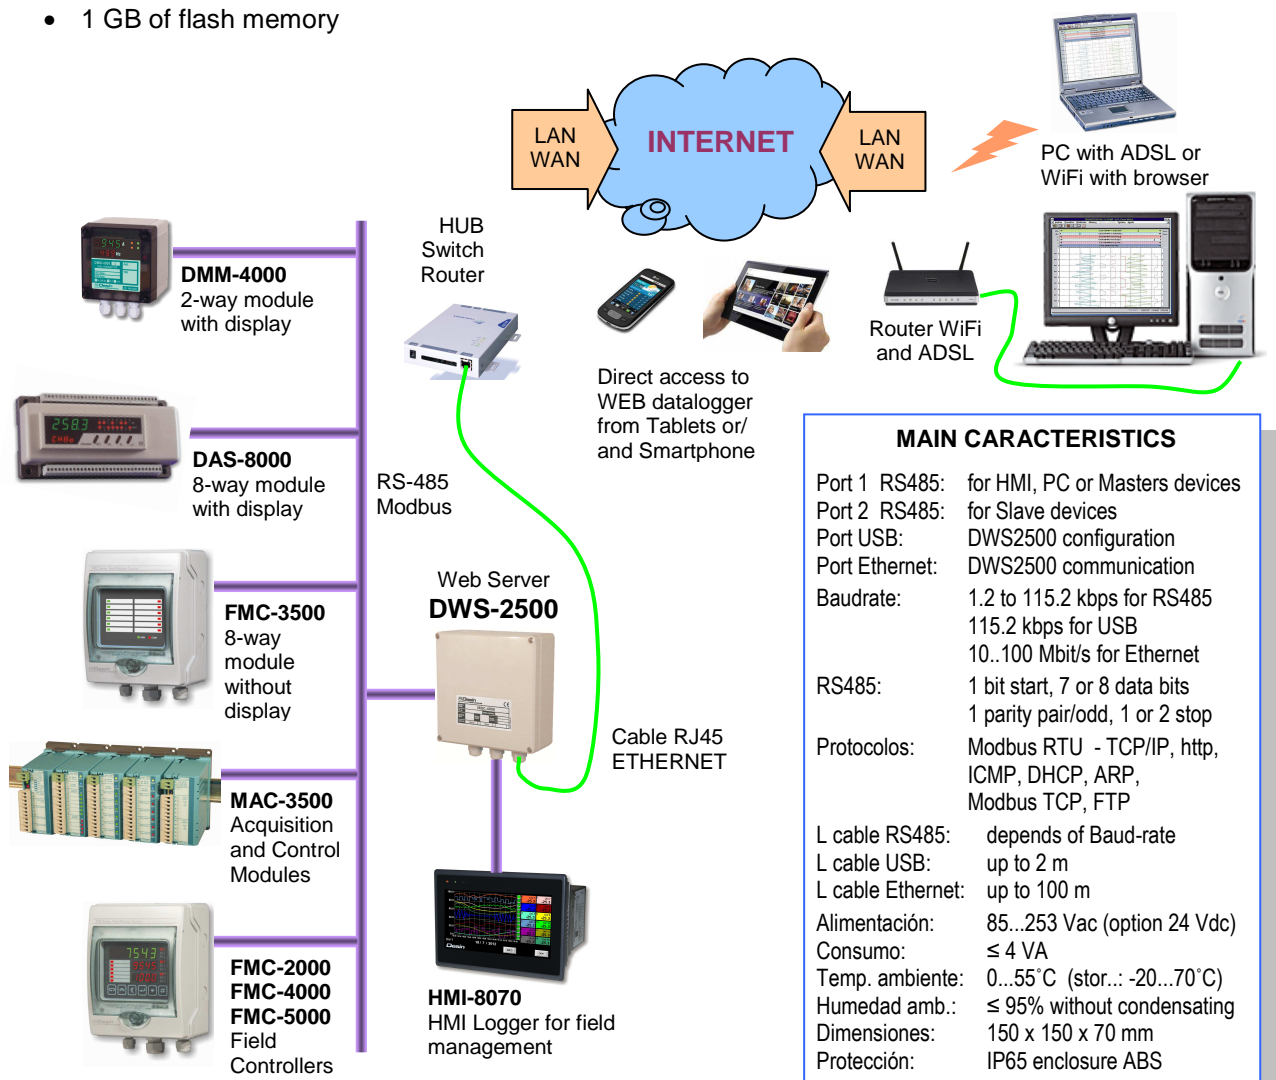 • 1 GB of flash memory
LAN
WAN
INTERNET
LAN
WAN
PC with ADSL or
WiFi with browser
HUB
Switch
Router
DMM-4000
2-way module
with display
Router WiFi
and ADSL
Direct access to
WEB datalogger
from Tablets or/
and Smartphone
DAS-8000
8-way module
with display
RS-485
Modbus
FMC-3500
8-way
module
without
display
Web Server
DWS-2500
Cable RJ45
ETHERNET
MAC-3500
Acquisition
and Control
Modules
FMC-2000
FMC-4000
FMC-5000
Field
Controllers
HMI-8070
HMI Logger for field
management
MAIN CARACTERISTICS
Port 1 RS485: for HMI, PC or Masters devices
Port 2 RS485: for Slave devices
Port USB: DWS2500 configuration
Port Ethernet: DWS2500 communication
Baudrate: 1.2 to 115.2 kbps for RS485
115.2 kbps for USB
10..100 Mbit/s for Ethernet
RS485: 1 bit start, 7 or 8 data bits
1 parity pair/odd, 1 or 2 stop
Protocolos: Modbus RTU - TCP/IP, http,
ICMP, DHCP, ARP,
Modbus TCP, FTP
L cable RS485: depends of Baud-rate
L cable USB: up to 2 m
L cable Ethernet: up to 100 m
Alimentación: 85...253 Vac (option 24 Vdc)
Consumo: ≤ 4 VA
Temp. ambiente: 0...55˚C (stor..: -20...70˚C)
Humedad amb.: ≤ 95% without condensating
Dimensiones: 150 x 150 x 70 mm
Protección: IP65 enclosure ABS